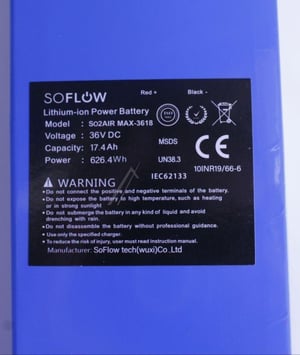 Red +
Black -
SOFLOW
Lithium-ion Power Battery
Model : SO2AIR MAX-3618
Voltage : 36V DC
Capacity: 17.4Ah
Power : 626.4Wh
MSDS
UN38.3
IEC62133
CE
10INR19/66-6
WARNING
•Do not connect the positive and negative terminals of the battery.
•Do not expose the battery to high temperature, such as heating
or in strong sunlight
•Do not submerge the battery in any kind of liquid and avoid
drenching with rain.
•Do not disassemble the battery without professional guidance.
•Use only the specified charger.
•To reduce the risk of injury, user must read instruction manual.
Manufacturer: SoFlow tech(wuxi)Co.,Ltd